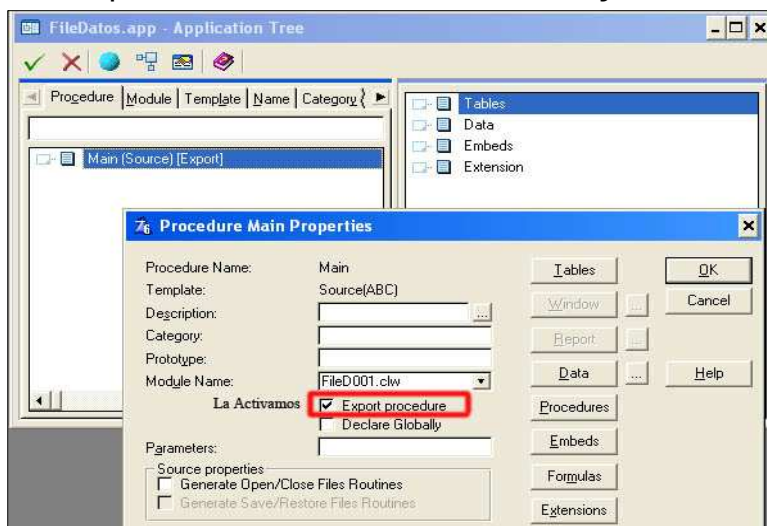 FileDatos.app - Application Tree
Procedure Module Template Name Category
Main (Source) [Export]
Tables
Data
Embeds
Extension
Procedure Main Properties
Procedure Name: Main
Template: Source(ABC)
Description:
Category:
Prototype:
Module Name: FileD001.clw
La Activamos Export procedure
Declare Globally
Parameters:
Source properties
Generate Open/Close Files Routines
Generate Save/Restore Files Routines
Tables
Window ...
Report ...
Data ...
Procedures
Embeds
Formulas
Extensions
OK
Cancel
Help